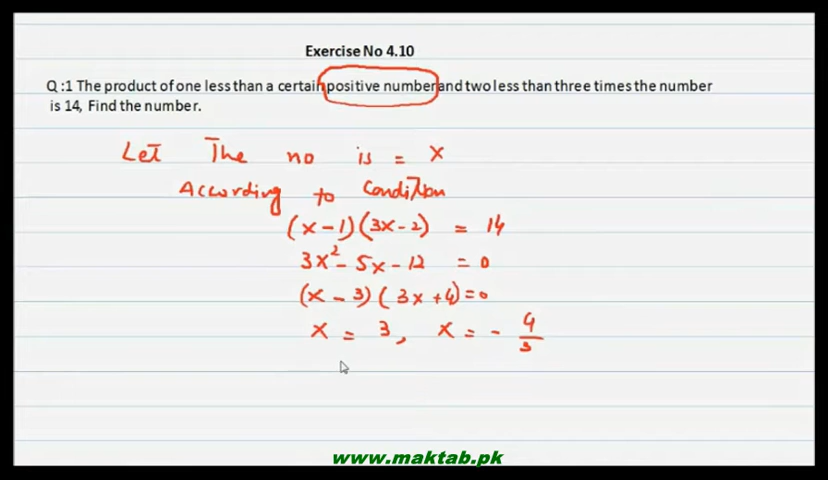 Exercise No 4.10
Q :1 The product of one less than a certain positive number and two less than three times the number
is 14, Find the number.
Let The no is = x
According to Condition
(x - 1)(3x - 2) = 14
3x² - 5x - 12 = 0
(x - 3)(3x + 4) = 0
x = 3, x = - 4/3
www.maktab.pk